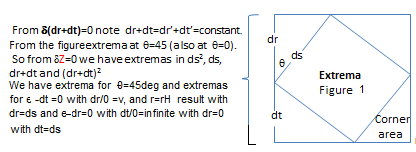 From δ(dr+dt)=0 note dr+dt=dr'+dt'=constant.
From the figureextrema at θ=45 (also at θ=0).
So from δZ=0 we have extremas in ds², ds,
dr+dt and (dr+dt)²
We have extrema for θ=45deg and extremas
for ϵ -dt =0 with dr/0 =v, and r=rH result with
dr=ds and ϵ-dr=0 with dt/0=infinite with dr=0
with dt=ds
dr
θ
ds
dt
Extrema
Figure 1
Corner
area